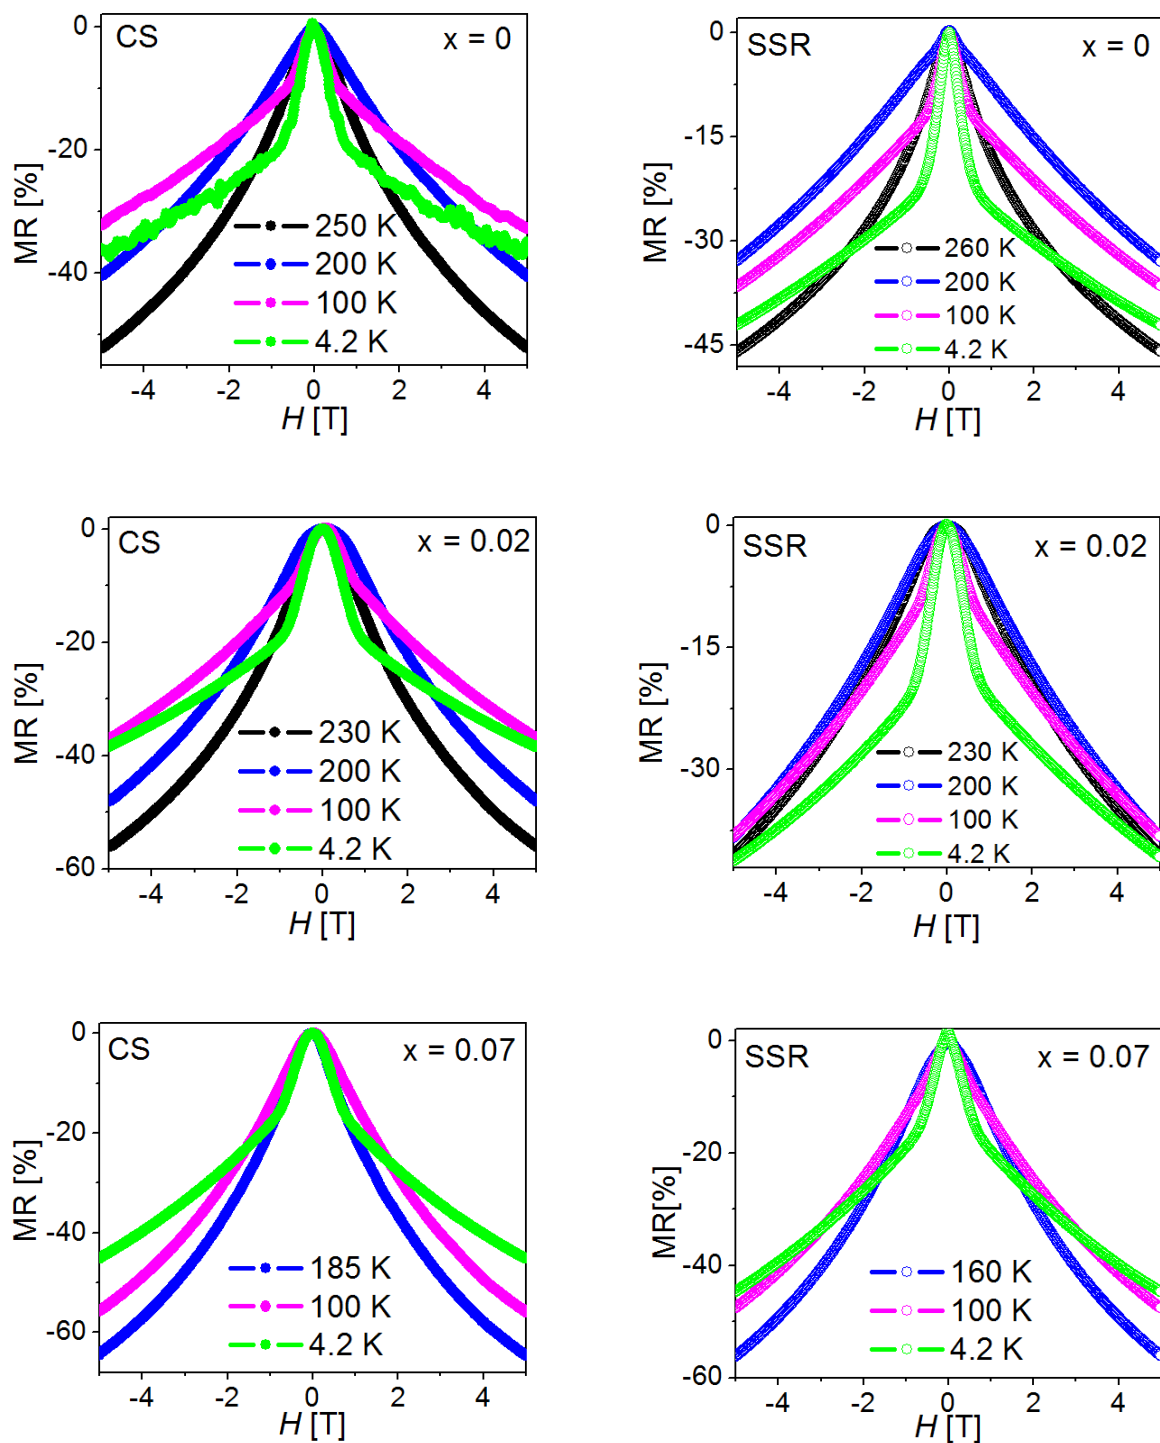 CS
x = 0
MR [%]
0
-20
-40
250 K
200 K
100 K
4.2 K
-4
-2
0
2
4
H [T]
SSR
x = 0
MR [%]
0
-15
-30
-45
260 K
200 K
100 K
4.2 K
-4
-2
0
2
4
H [T]
CS
x = 0.02
MR [%]
0
-20
-40
-60
230 K
200 K
100 K
4.2 K
-4
-2
0
2
4
H [T]
SSR
x = 0.02
MR [%]
0
-15
-30
230 K
200 K
100 K
4.2 K
-4
-2
0
2
4
H [T]
CS
x = 0.07
MR [%]
0
-20
-40
-60
185 K
100 K
4.2 K
-4
-2
0
2
4
H [T]
SSR
x = 0.07
MR[%]
0
-20
-40
-60
160 K
100 K
4.2 K
-4
-2
0
2
4
H [T]